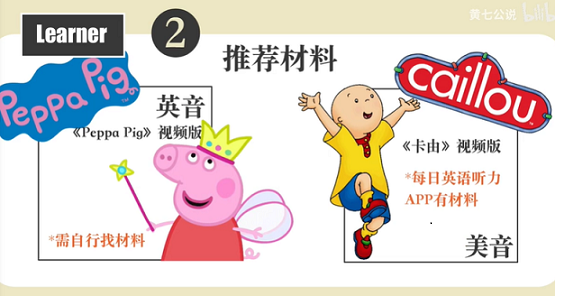 黄七公说 bilibili
Learner
2
推荐材料
Peppa Pig
英音
《Peppa Pig》视频版
*需自行找材料
caillou
《卡由》视频版
*每日英语听力
APP有材料
美音